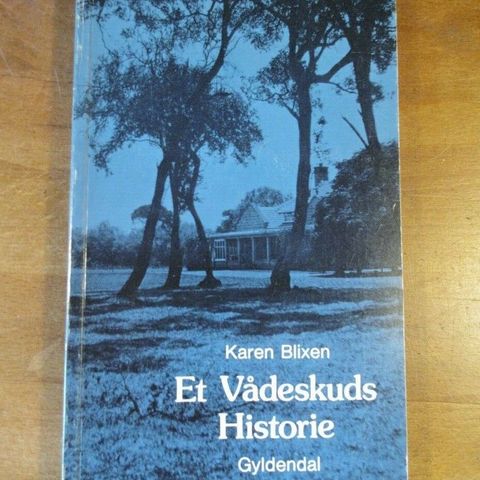 Karen Blixen
Et Vådeskuds
Historie
Gyldendal